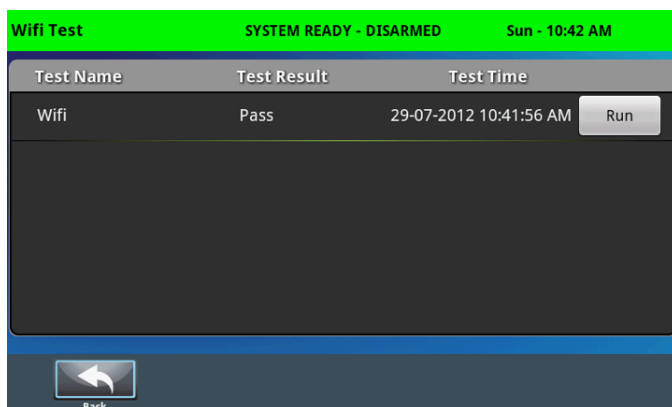 Wifi Test SYSTEM READY - DISARMED Sun - 10:42 AM
Test Name Test Result Test Time
Wifi Pass 29-07-2012 10:41:56 AM Run
Back